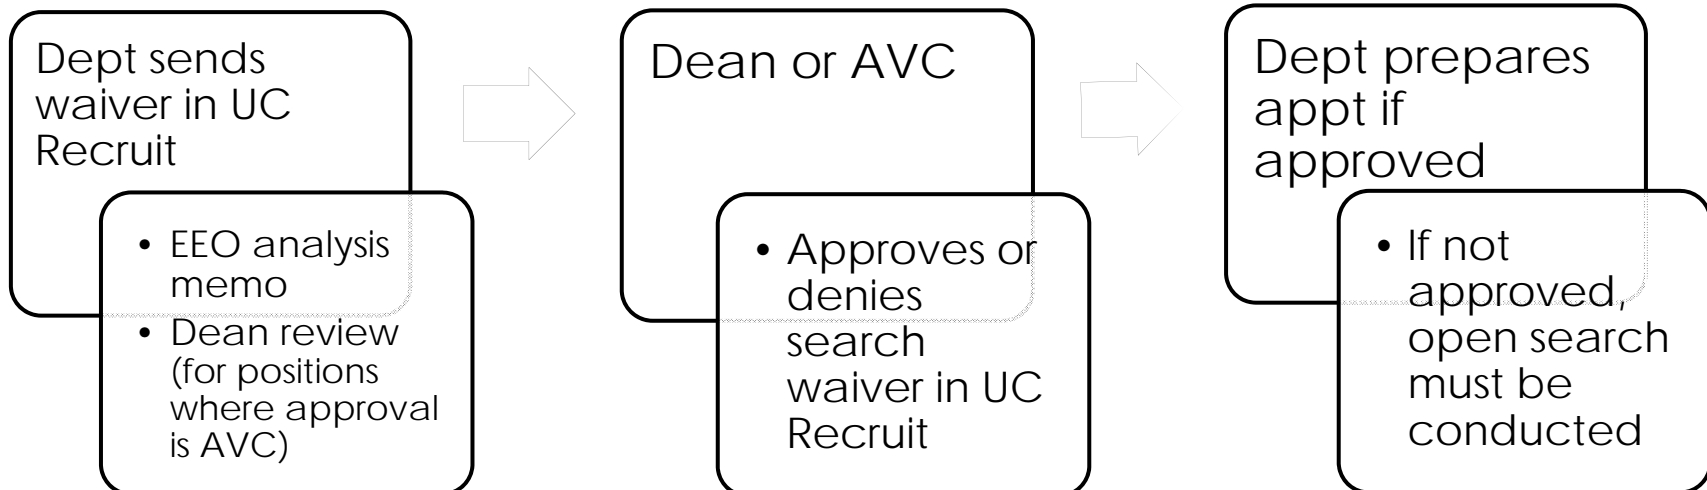 Dept sends
waiver in UC
Recruit
• EEO analysis
memo
• Dean review
(for positions
where approval
is AVC)
Dean or AVC
• Approves or
denies
search
waiver in UC
Recruit
Dept prepares
appt if
approved
• If not
approved,
open search
must be
conducted